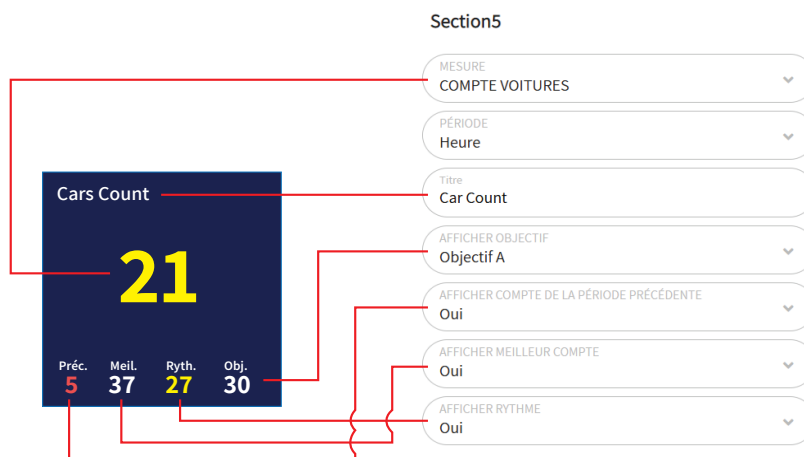 Section5
MESURE
COMPTE VOITURES
PÉRIODE
Heure
Titre
Car Count
AFFICHER OBJECTIF
Objectif A
AFFICHER COMPTE DE LA PÉRIODE PRÉCÉDENTE
Oui
AFFICHER MEILLEUR COMPTE
Oui
AFFICHER RYTHME
Oui
Cars Count
21
Préc. Meil. Ryth. Obj.
5 37 27 30